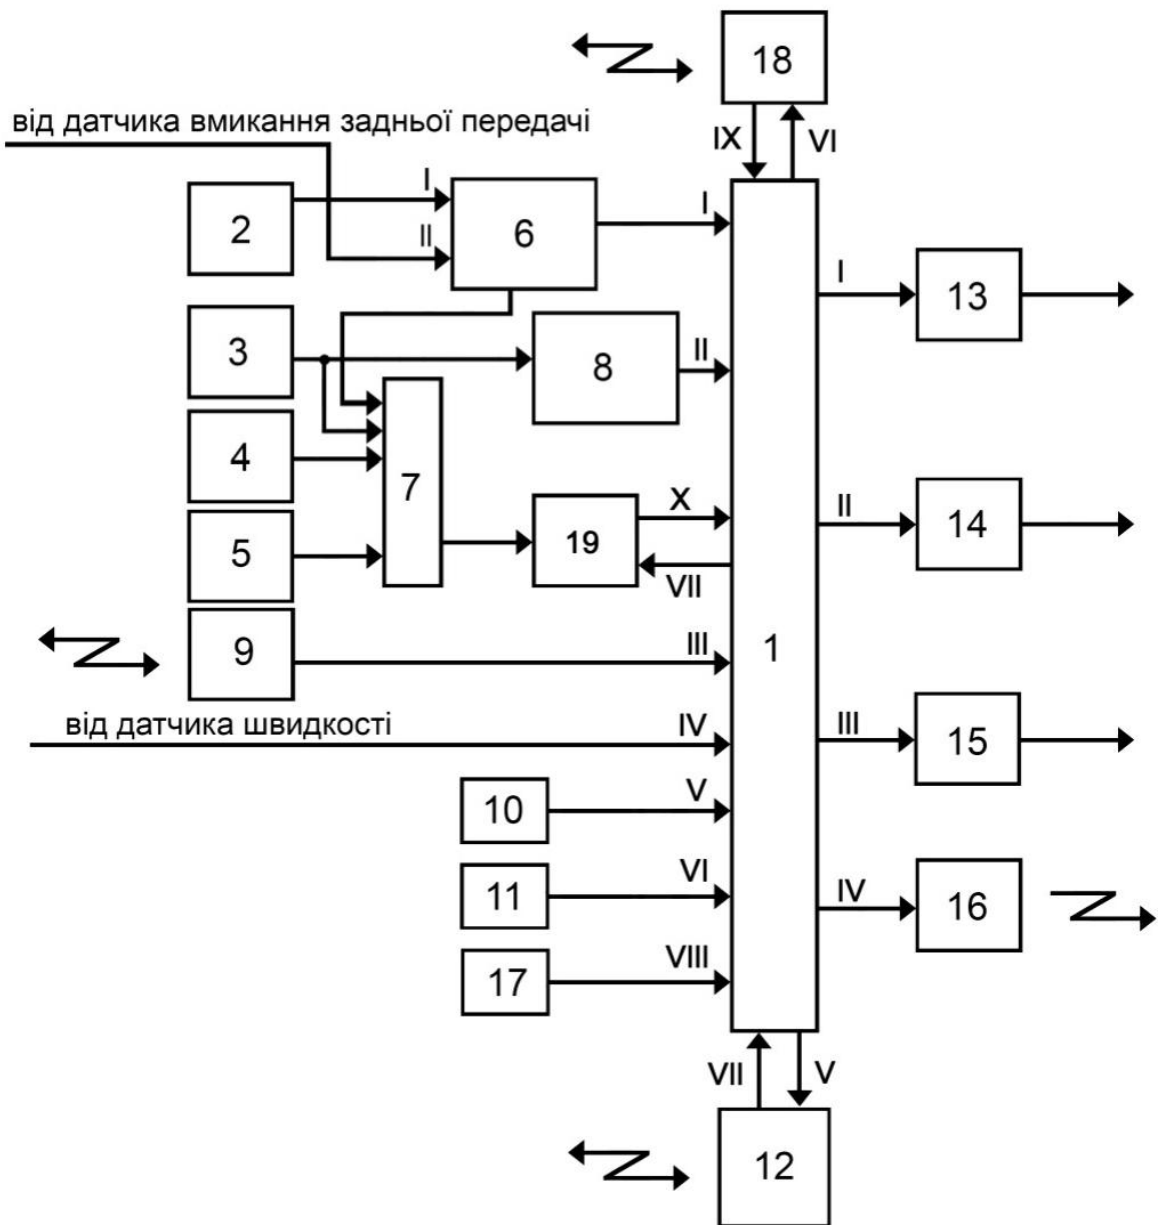 18
IX
VI
від датчика вмикання задньої передачі
I
2
6
I
II
I
13
3
8
II
4
7
X
II
14
19
5
VII
9
III
1
від датчика швидкості
IV
III
15
10
V
11
VI
IV
16
17
VIII
VII
V
12